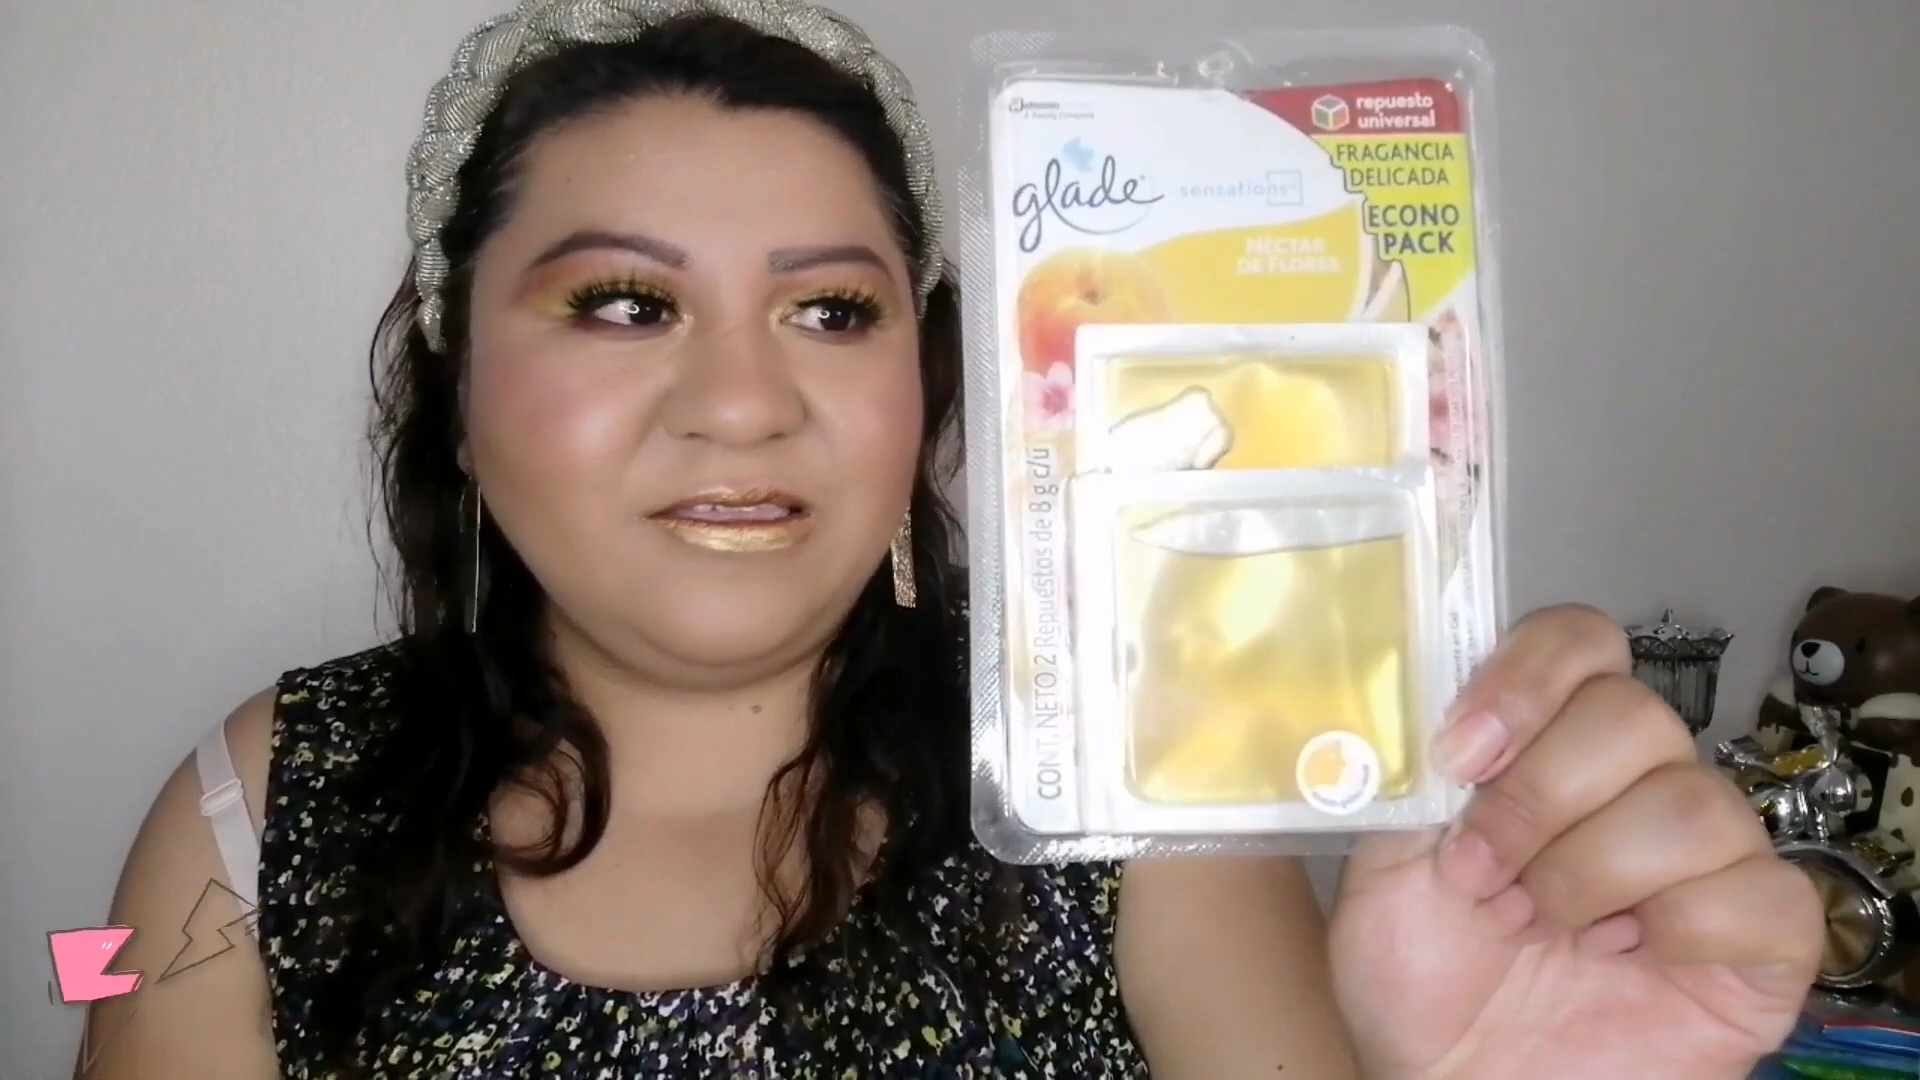 Johnson
A Family Company
glade
sensations
repuesto
universal
FRAGANCIA
DELICADA
ECONO
PACK
NÉCTAR
DE FLORES
CONT. NETO 2 Repuestos de 8 g c/u